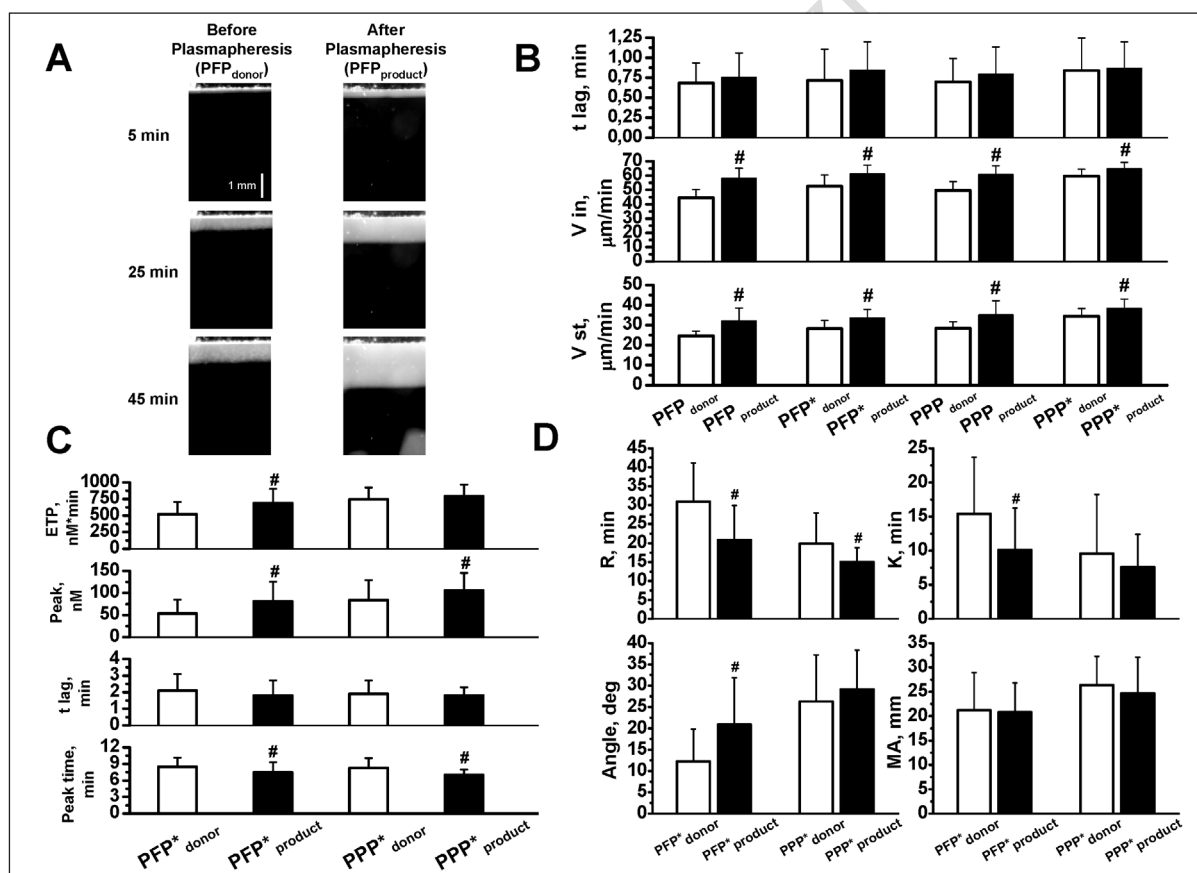 A
Before
Plasmapheresis
(PFPdonor)
After
Plasmapheresis
(PFPproduct)
5 min
1 mm
25 min
45 min
B
t lag, min
1,00
0,75
0,50
0,25
0,00
V in,
μm/min
70
60
50
40
30
20
10
0
# # # #
V st,
μm/min
50
40
30
20
10
0
# # # #
PFP donor PFP product PFP* donor PFP* product PPP donor PPP product PPP* donor PPP* product
C
ETP,
nM*min
1000
750
500
250
0
#
Peak,
nM
150
100
50
0
# #
t lag,
min
4
3
2
1
0
Peak time,
min
12
9
6
3
0
# #
PFP* donor PFP* product PPP* donor PPP* product
D
R, min
45
40
35
30
25
20
15
10
5
0
# #
K, min
25
20
15
10
5
0
#
Angle, deg
40
35
30
25
20
15
10
5
0
#
MA, mm
35
30
25
20
15
10
5
0
PFP* donor PFP* product PPP* donor PPP* product
PFP* donor PFP* product PPP* donor PPP* product